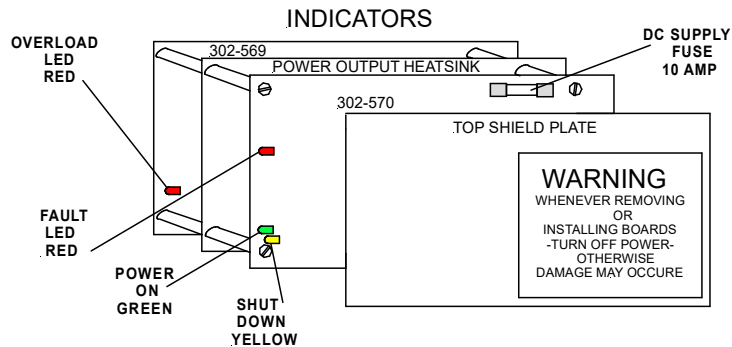 INDICATORS
OVERLOAD
LED
RED
302-569
POWER OUTPUT HEATSINK
DC SUPPLY
FUSE
10 AMP
302-570
TOP SHIELD PLATE
WARNING
WHENEVER REMOVING
OR
INSTALLING BOARDS
-TURN OFF POWER-
OTHERWISE
DAMAGE MAY OCCURE
FAULT
LED
RED
POWER
ON
GREEN
SHUT
DOWN
YELLOW